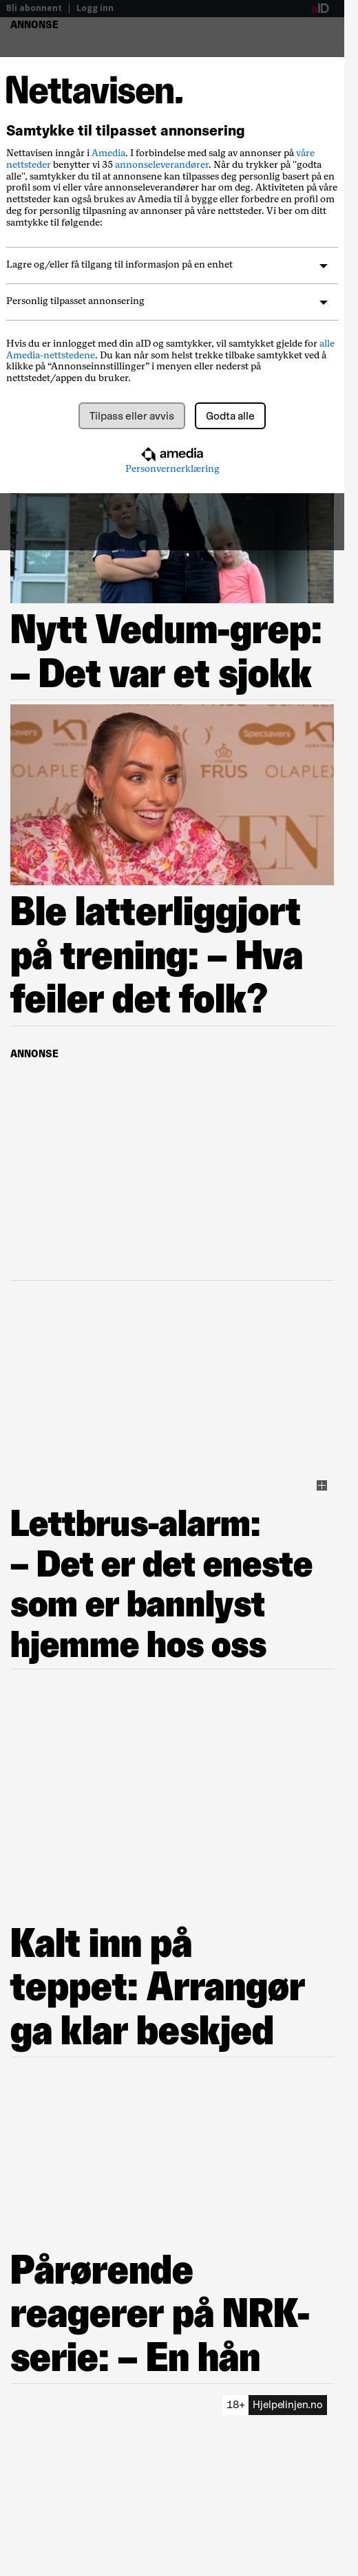 Bli abonnent | Logg inn
aID
ANNONSE
Nettavisen.
Samtykke til tilpasset annonsering
Nettavisen inngår i Amedia. I forbindelse med salg av annonser på våre
nettsteder benytter vi 35 annonseleverandører. Når du trykker på "godta
alle", samtykker du til at annonsene kan tilpasses deg personlig basert på en
profil som vi eller våre annonseleverandører har om deg. Aktiviteten på våre
nettsteder kan også brukes av Amedia til å bygge eller forbedre en profil om
deg for personlig tilpasning av annonser på våre nettsteder. Vi ber om ditt
samtykke til følgende:
Lagre og/eller få tilgang til informasjon på en enhet
Personlig tilpasset annonsering
Hvis du er innlogget med din aID og samtykker, vil samtykket gjelde for alle
Amedia-nettstedene. Du kan når som helst trekke tilbake samtykket ved å
klikke på “Annonseinnstillinger” i menyen eller nederst på
nettstedet/appen du bruker.
Tilpass eller avvis
Godta alle
amedia
Personvernerklæring
Nytt Vedum-grep:
– Det var et sjokk
Specsavers
OLAPLEX
FRUS
OLAPLEX
Ble latterliggjort
på trening: – Hva
feiler det folk?
ANNONSE
Lettbrus-alarm:
– Det er det eneste
som er bannlyst
hjemme hos oss
Kalt inn på
teppet: Arrangør
ga klar beskjed
Pårørende
reagerer på NRK-
serie: – En hån
18+ Hjelpelinjen.no